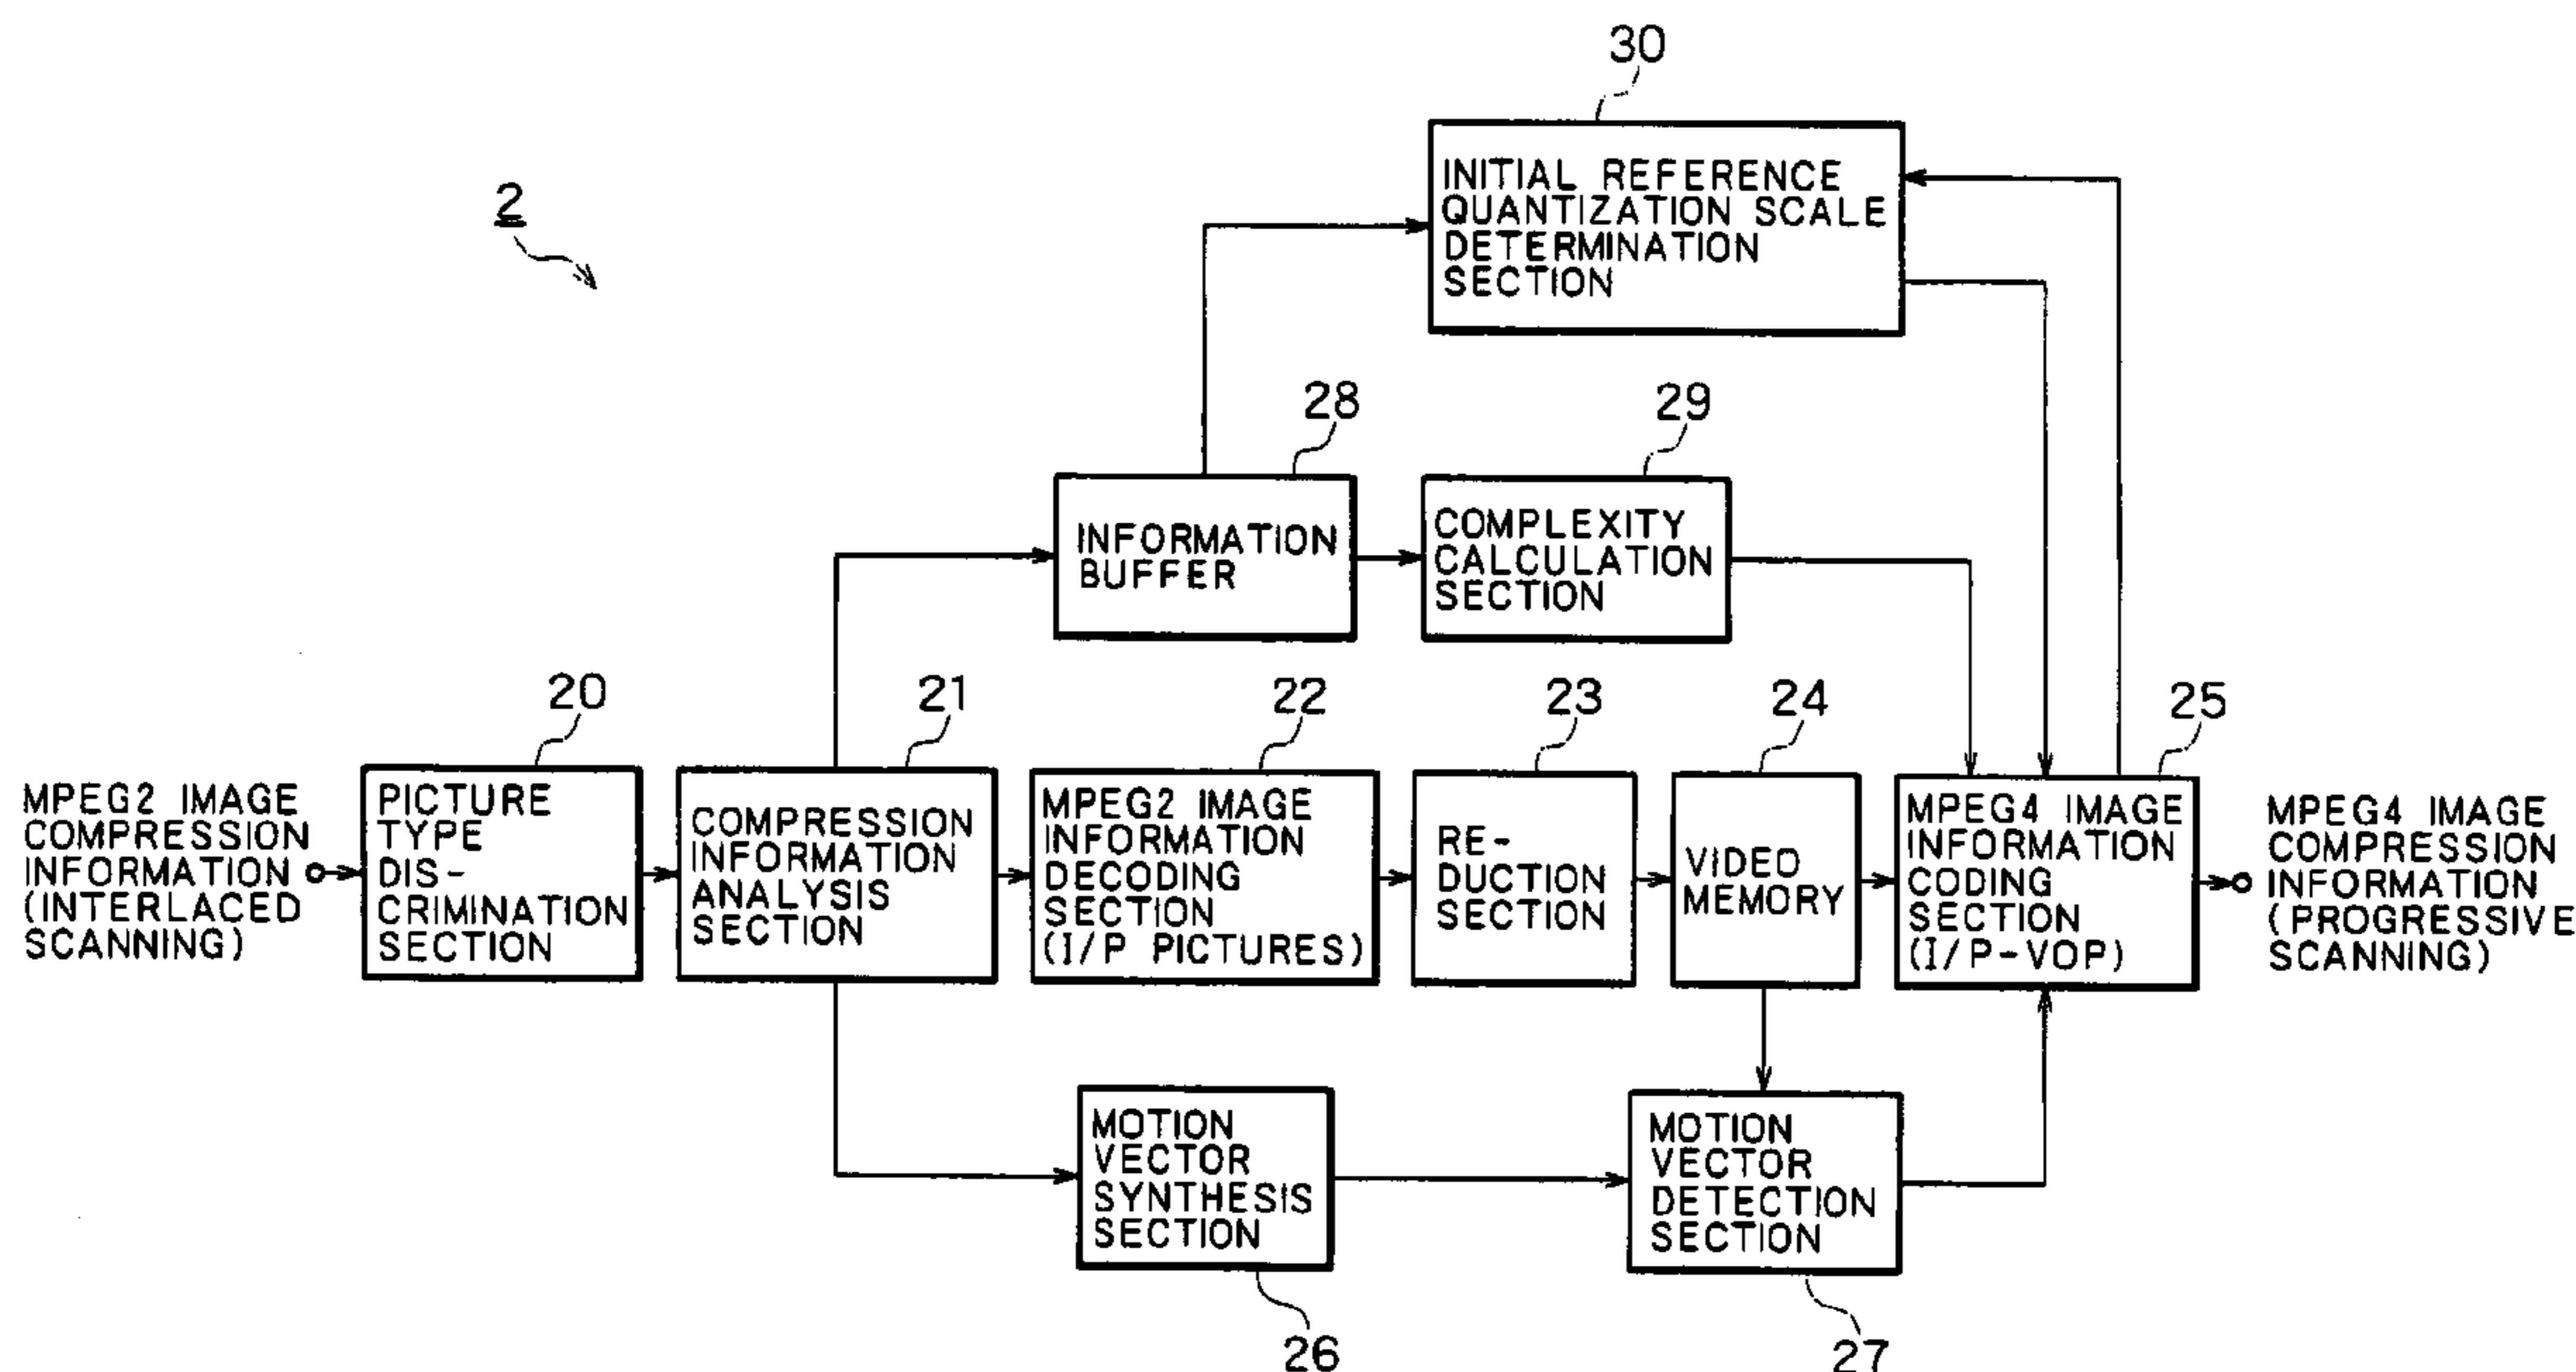 30
2
INITIAL REFERENCE
QUANTIZATION SCALE
DETERMINATION
SECTION
28
29
INFORMATION
BUFFER
COMPLEXITY
CALCULATION
SECTION
20
21
22
23
24
25
MPEG2 IMAGE
COMPRESSION
INFORMATION
(INTERLACED
SCANNING)
PICTURE
TYPE
DIS-
CRIMINATION
SECTION
COMPRESSION
INFORMATION
ANALYSIS
SECTION
MPEG2 IMAGE
INFORMATION
DECODING
SECTION
(I/P PICTURES)
RE-
DUCTION
SECTION
VIDEO
MEMORY
MPEG4 IMAGE
INFORMATION
CODING
SECTION
(I/P-VOP)
MPEG4 IMAGE
COMPRESSION
INFORMATION
(PROGRESSIVE
SCANNING)
MOTION
VECTOR
SYNTHESIS
SECTION
MOTION
VECTOR
DETECTION
SECTION
26
27